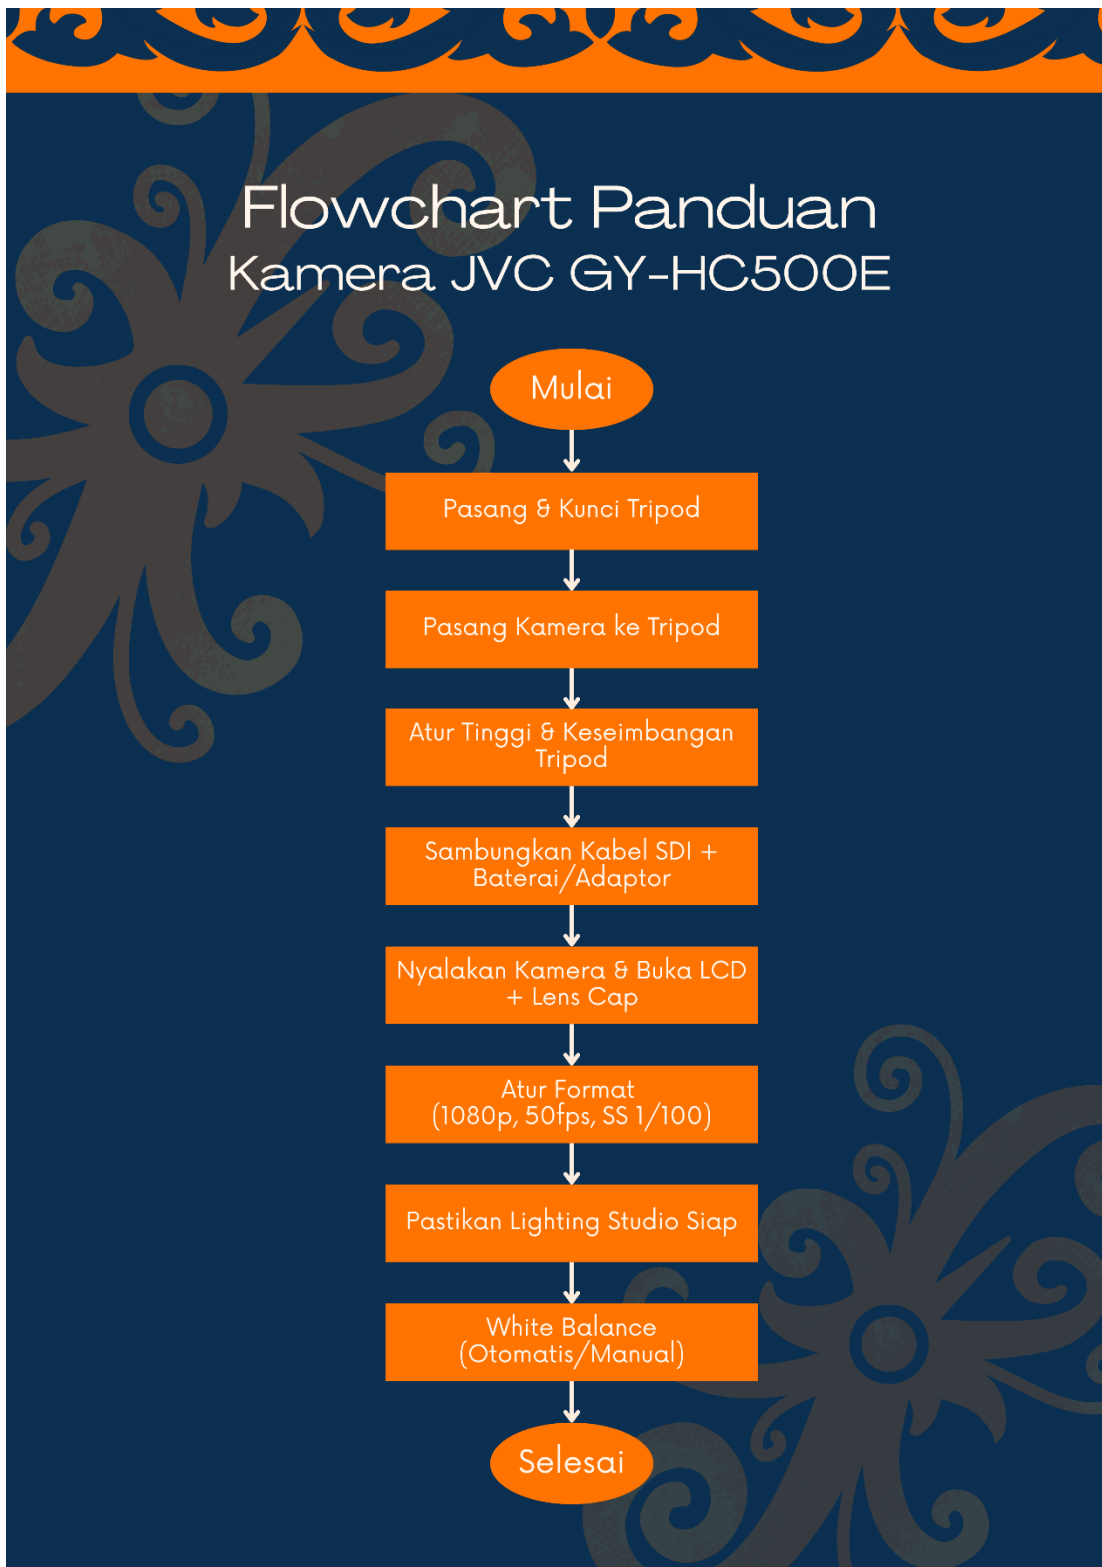 Flowchart Panduan
Kamera JVC GY-HC500E
Mulai
Pasang & Kunci Tripod
Pasang Kamera ke Tripod
Atur Tinggi & Keseimbangan
Tripod
Sambungkan Kabel SDI +
Baterai/Adaptor
Nyalakan Kamera & Buka LCD
+ Lens Cap
Atur Format
(1080p, 50fps, SS 1/100)
Pastikan Lighting Studio Siap
White Balance
(Otomatis/Manual)
Selesai